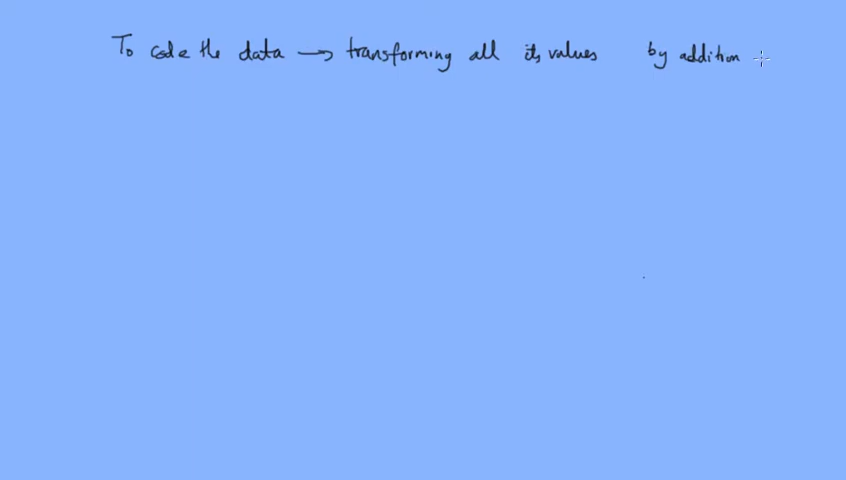 To code the data → transforming all its values by addition